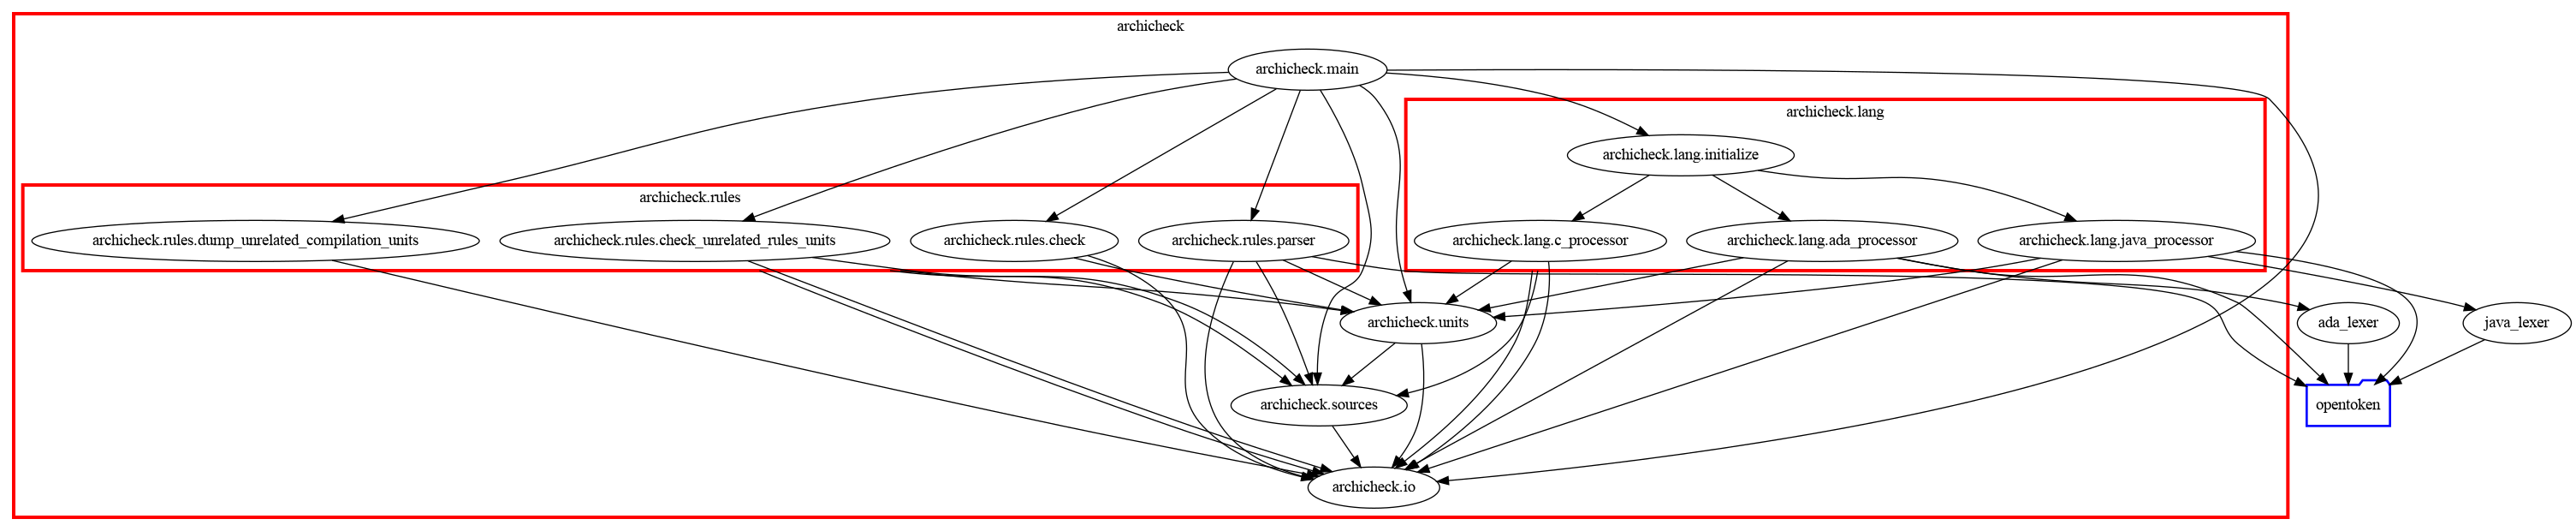 archicheck
archicheck.main
archicheck.lang
archicheck.lang.initialize
archicheck.rules
archicheck.rules.dump_unrelated_compilation_units
archicheck.rules.check_unrelated_rules_units
archicheck.rules.check
archicheck.rules.parser
archicheck.lang.c_processor
archicheck.lang.ada_processor
archicheck.lang.java_processor
archicheck.units
ada_lexer
java_lexer
archicheck.sources
opentoken
archicheck.io